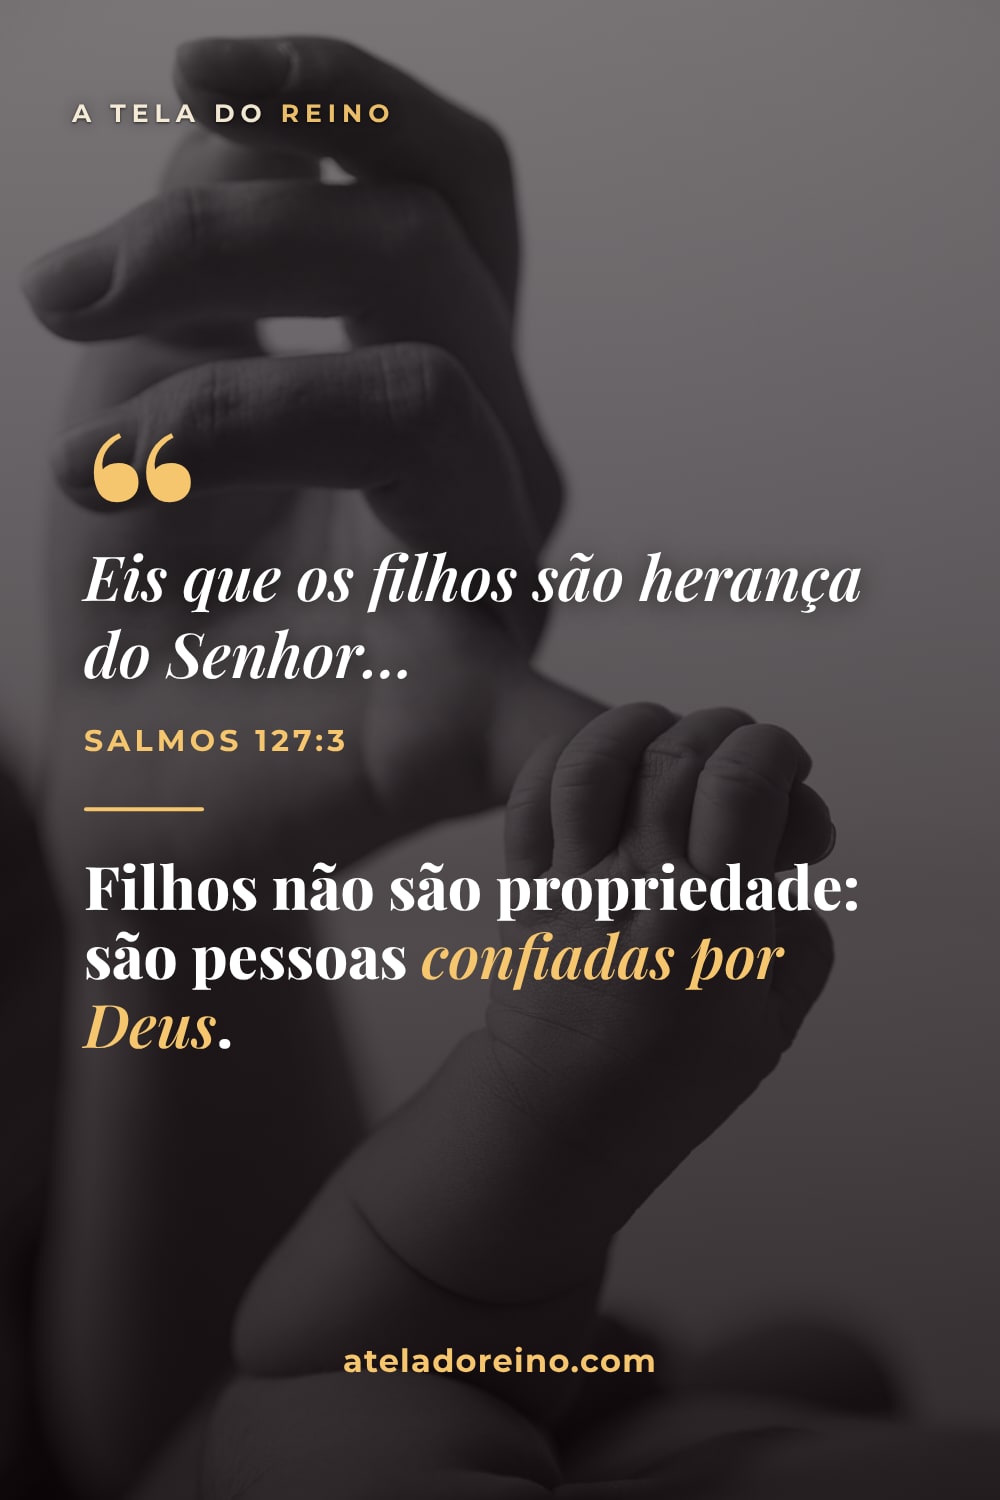 A TELA DO REINO
“
Eis que os filhos são herança
do Senhor...
SALMOS 127:3
Filhos não são propriedade:
são pessoas confiadas por
Deus.
ateladoreino.com